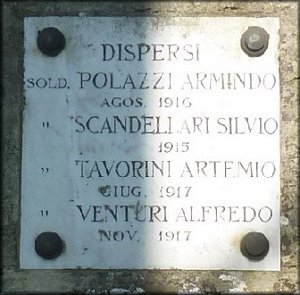 DISPERSI
SOLD. POLAZZI ARMINDO
AGOS. 1916
" SCANDELLARI SILVIO
1915
" TAVORINI ARTEMIO
GIUG. 1917
" VENTURI ALFREDO
NOV. 1917